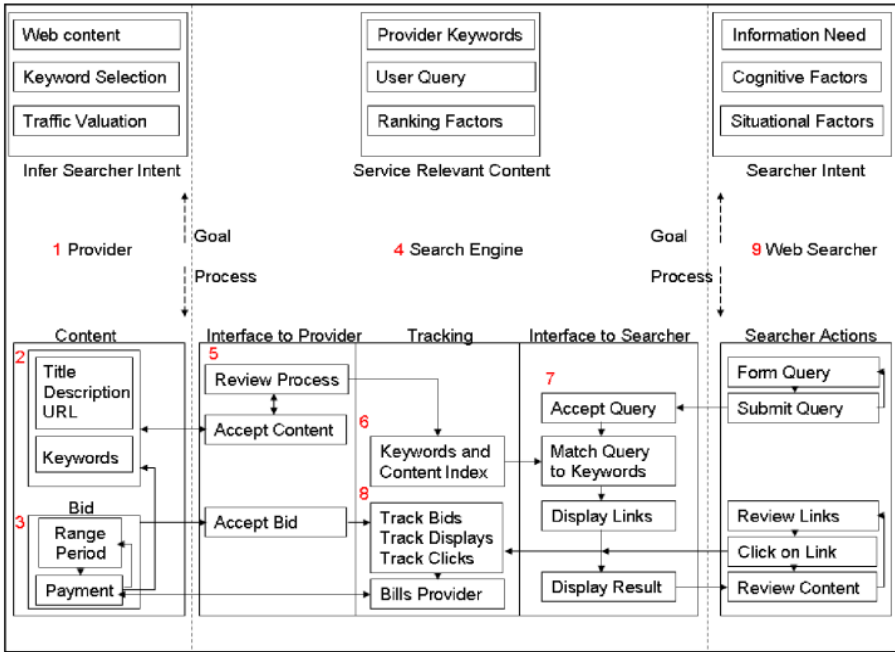 Web content
Keyword Selection
Traffic Valuation
Infer Searcher Intent
Provider Keywords
User Query
Ranking Factors
Service Relevant Content
Information Need
Cognitive Factors
Situational Factors
Searcher Intent
1 Provider
Goal
Process
4 Search Engine
Goal
Process
9 Web Searcher
Content
2
Title
Description
URL
Keywords
Bid
3
Range
Period
Payment
Interface to Provider
5
Review Process
Accept Content
Accept Bid
Tracking
6
Keywords and
Content Index
8
Track Bids
Track Displays
Track Clicks
Bills Provider
Interface to Searcher
7
Accept Query
Match Query
to Keywords
Display Links
Display Result
Searcher Actions
Form Query
Submit Query
Review Links
Click on Link
Review Content